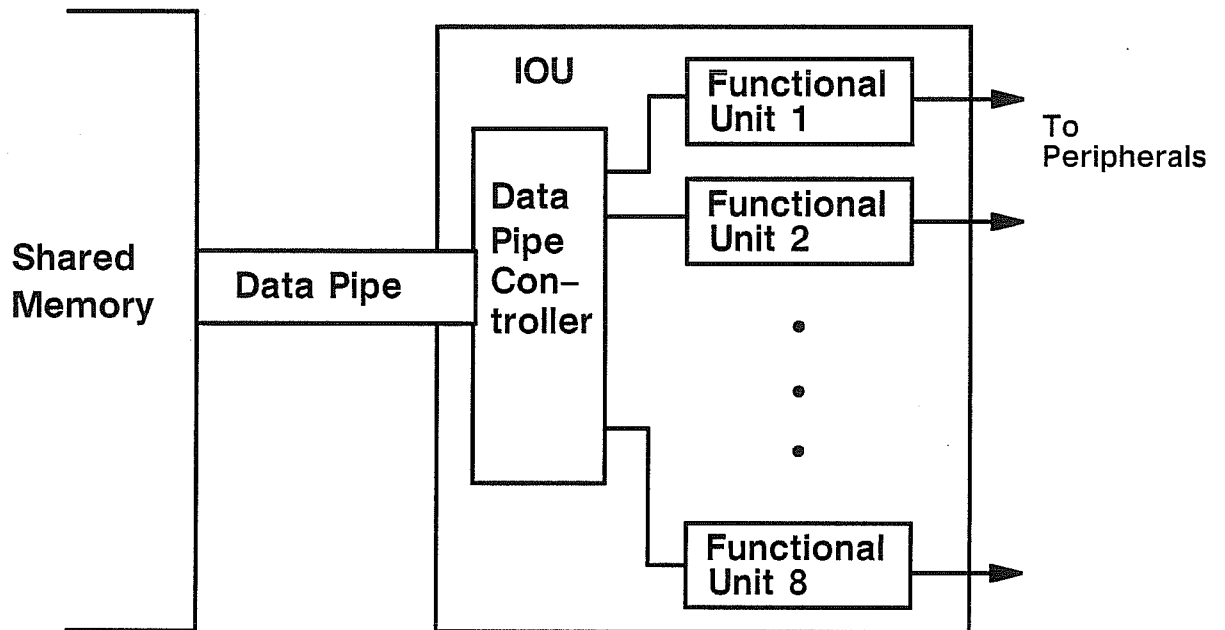 IOU
Functional
Unit 1
To
Peripherals
Data
Pipe
Con–
troller
Functional
Unit 2
Shared
Memory
Data Pipe
Functional
Unit 8